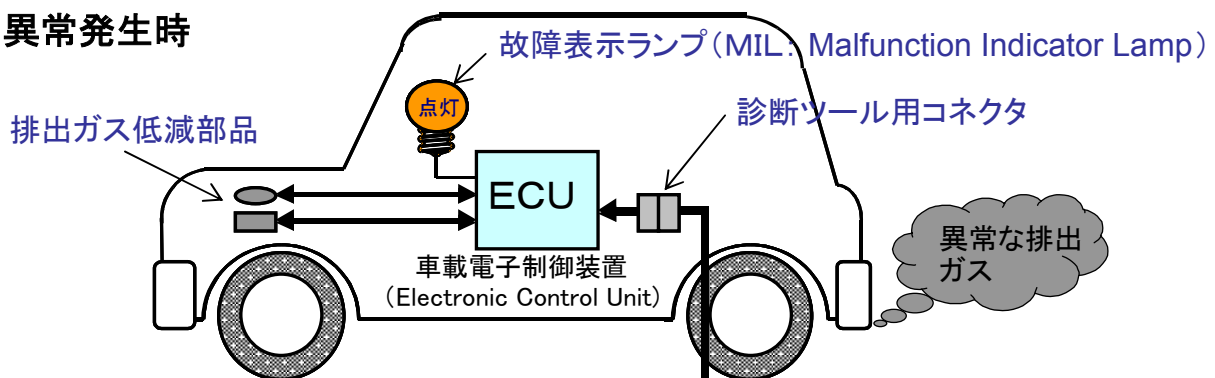 異常発生時
故障表示ランプ(MIL: Malfunction Indicator Lamp)
点灯
診断ツール用コネクタ
排出ガス低減部品
ECU
車載電子制御装置
(Electronic Control Unit)
異常な排出
ガス